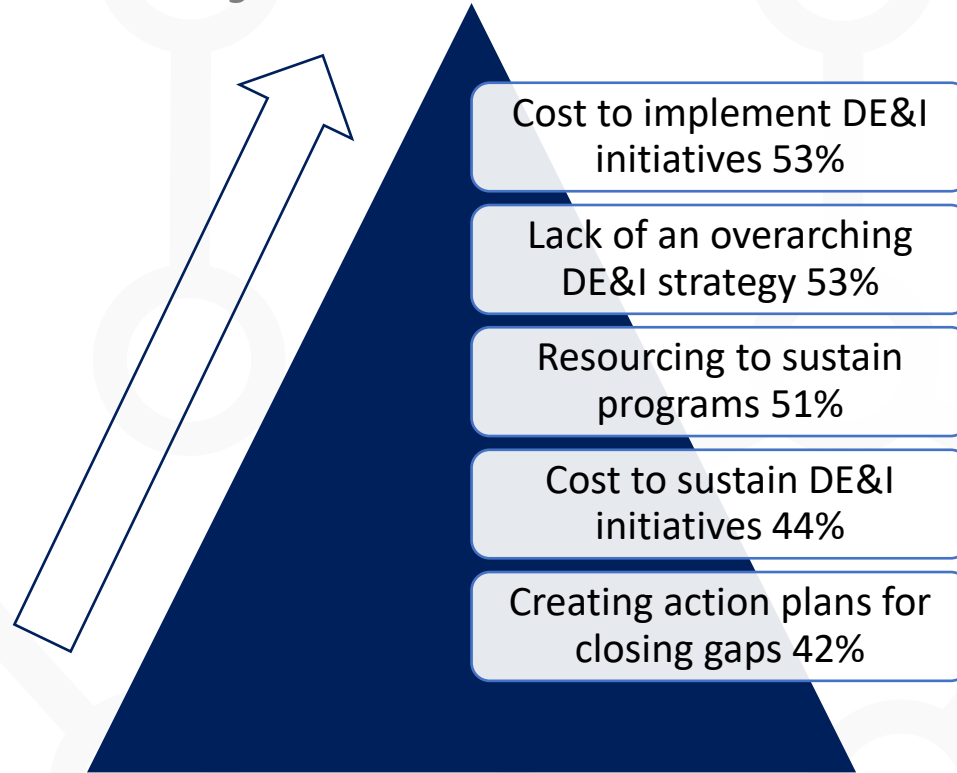 Cost to implement DE&I
initiatives 53%
Lack of an overarching
DE&I strategy 53%
Resourcing to sustain
programs 51%
Cost to sustain DE&I
initiatives 44%
Creating action plans for
closing gaps 42%